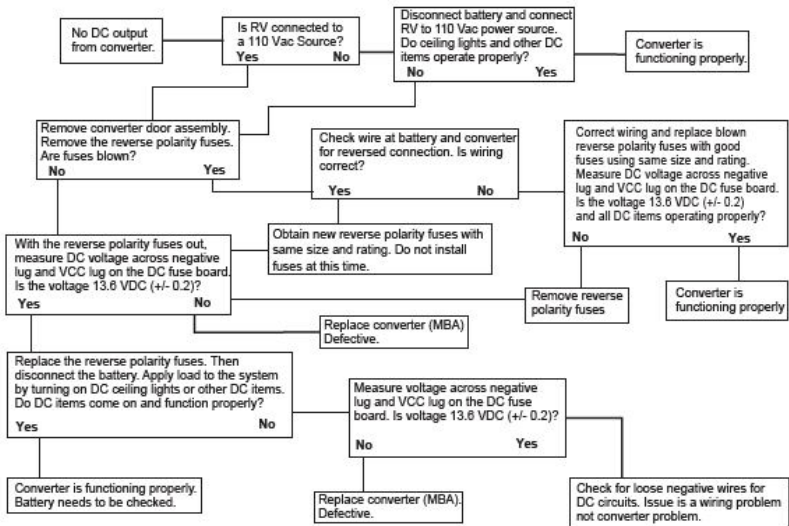 No DC output
from converter.
Is RV connected to
a 110 Vac Source?
Yes No
Disconnect battery and connect
RV to 110 Vac power source.
Do ceiling lights and other DC
items operate properly?
No Yes
Converter is
functioning properly.
Remove converter door assembly.
Remove the reverse polarity fuses.
Are fuses blown?
No Yes
Check wire at battery and converter
for reversed connection. Is wiring
correct?
Yes No
Correct wiring and replace blown
reverse polarity fuses with good
fuses using same size and rating.
Measure DC voltage across negative
lug and VCC lug on the DC fuse board.
Is the voltage 13.6 VDC (+/- 0.2)
and all DC items operating properly?
No Yes
With the reverse polarity fuses out,
measure DC voltage across negative
lug and VCC lug on the DC fuse board.
Is the voltage 13.6 VDC (+/- 0.2)?
Yes No
Obtain new reverse polarity fuses with
same size and rating. Do not install
fuses at this time.
Remove reverse
polarity fuses
Converter is
functioning properly
Replace converter (MBA)
Defective.
Replace the reverse polarity fuses. Then
disconnect the battery. Apply load to the system
by turning on DC ceiling lights or other DC items.
Do DC items come on and function properly?
Yes No
Measure voltage across negative
lug and VCC lug on the DC fuse
board. Is voltage 13.6 VDC (+/- 0.2)?
No Yes
Converter is functioning properly.
Battery needs to be checked.
Replace converter (MBA).
Defective.
Check for loose negative wires for
DC circuits. Issue is a wiring problem
not converter problem.